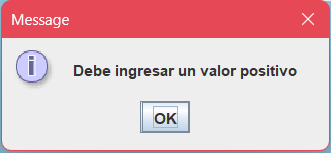 Message
i
Debe ingresar un valor positivo
OK